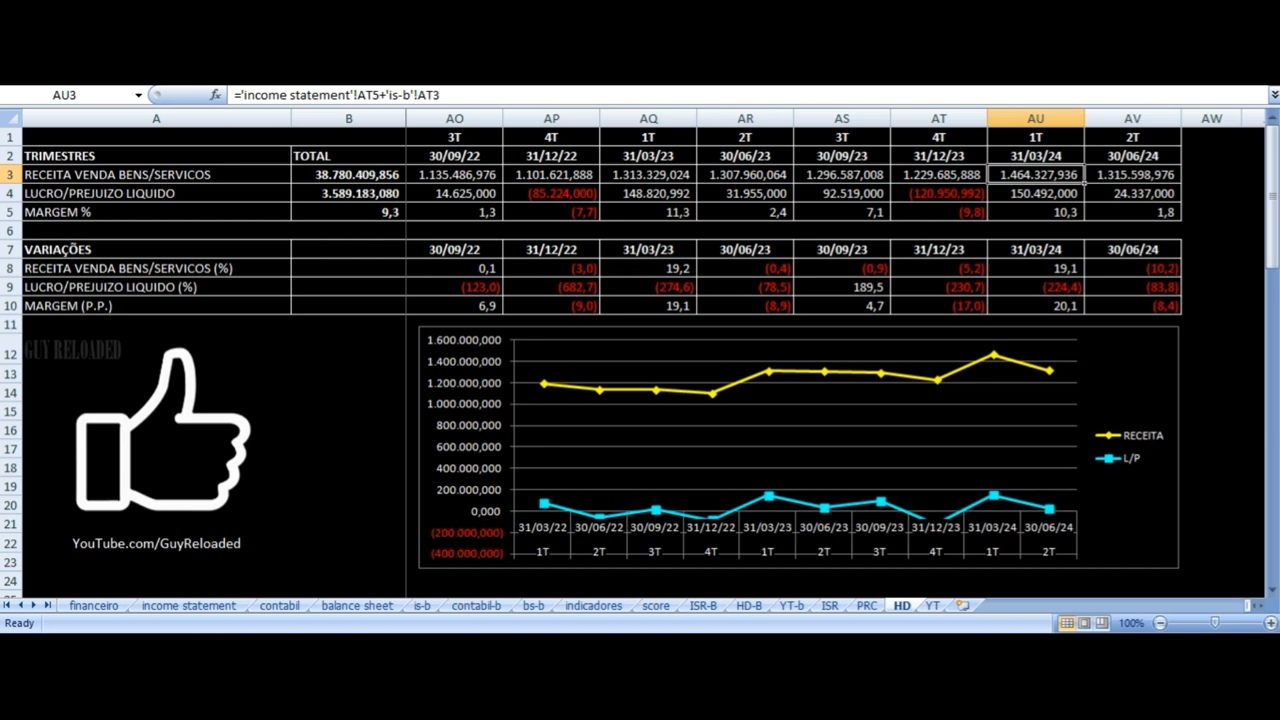 AU3 ='income statement'!AT5+'is-b'!AT3
A B AO AP AQ AR AS AT AU AV AW
1 3T 4T 1T 2T 3T 4T 1T 2T
2 TRIMESTRES TOTAL 30/09/22 31/12/22 31/03/23 30/06/23 30/09/23 31/12/23 31/03/24 30/06/24
3 RECEITA VENDA BENS/SERVICOS 38.780.409,856 1.135.486,976 1.101.621,888 1.313.329,024 1.307.960,064 1.296.587,008 1.229.685,888 1.464.327,936 1.315.598,976
4 LUCRO/PREJUIZO LIQUIDO 3.589.183,080 14.625,000 (85.224,000) 148.820,992 31.955,000 92.519,000 (120.950,992) 150.492,000 24.337,000
5 MARGEM % 9,3 1,3 (7,7) 11,3 2,4 7,1 (9,8) 10,3 1,8
6
7 VARIAÇÕES 30/09/22 31/12/22 31/03/23 30/06/23 30/09/23 31/12/23 31/03/24 30/06/24
8 RECEITA VENDA BENS/SERVICOS (%) 0,1 (3,0) 19,2 (0,4) (0,9) (5,2) 19,1 (10,2)
9 LUCRO/PREJUIZO LIQUIDO (%) (123,0) (682,7) (274,6) (78,5) 189,5 (230,7) (224,4) (83,8)
10 MARGEM (P.P.) 6,9 (9,0) 19,1 (8,9) 4,7 (17,0) 20,1 (8,4)
11
12 GUY RELOADED
13
14
15
16
17
18
19
20
21
22 YouTube.com/GuyReloaded
23
24
1.600.000,000
1.400.000,000
1.200.000,000
1.000.000,000
800.000,000
600.000,000
400.000,000
200.000,000
0,000
(200.000,000)
(400.000,000)
31/03/22 30/06/22 30/09/22 31/12/22 31/03/23 30/06/23 30/09/23 31/12/23 31/03/24 30/06/24
1T 2T 3T 4T 1T 2T 3T 4T 1T 2T
RECEITA
L/P
financeiro income statement contabil balance sheet is-b contabil-b bs-b indicadores score ISR-B HD-B YT-b ISR PRC HD YT
Ready 100%